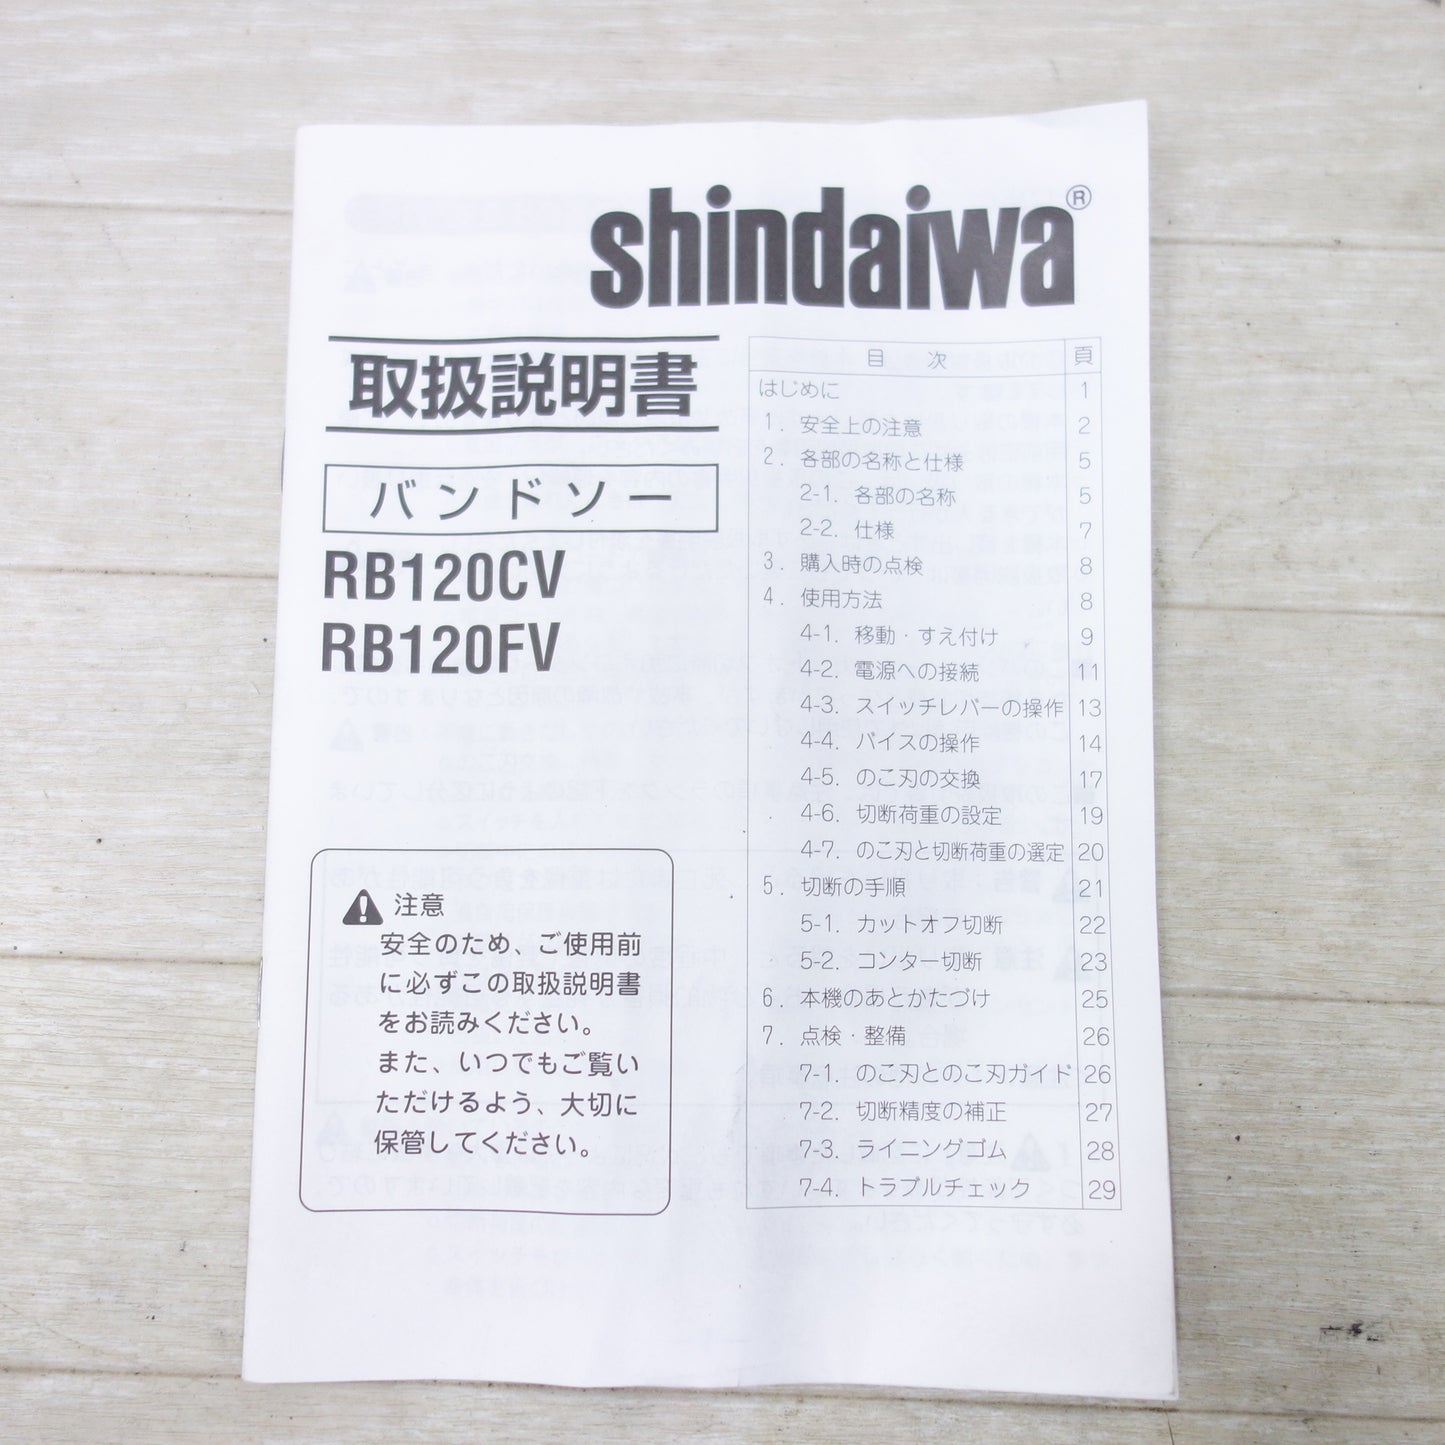 shindaiwa®
取扱説明書
バンドソー
RB120CV
RB120FV
注意
安全のため、ご使用前
に必ずこの取扱説明書
をお読みください。
また、いつでもご覧い
ただけるよう、大切に
保管してください。
目 次 頁
はじめに 1
1. 安全上の注意 2
2. 各部の名称と仕様 5
2-1. 各部の名称 5
2-2. 仕様 7
3. 購入時の点検 8
4. 使用方法 8
4-1. 移動・すえ付け 9
4-2. 電源への接続 11
4-3. スイッチレバーの操作 13
4-4. バイスの操作 14
4-5. のこ刃の交換 17
4-6. 切断荷重の設定 19
4-7. のこ刃と切断荷重の選定 20
5. 切断の手順 21
5-1. カットオフ切断 22
5-2. コンター切断 23
6. 本機のあとかたづけ 25
7. 点検・整備 26
7-1. のこ刃とのこ刃ガイド 26
7-2. 切断精度の補正 27
7-3. ライニングゴム 28
7-4. トラブルチェック 29